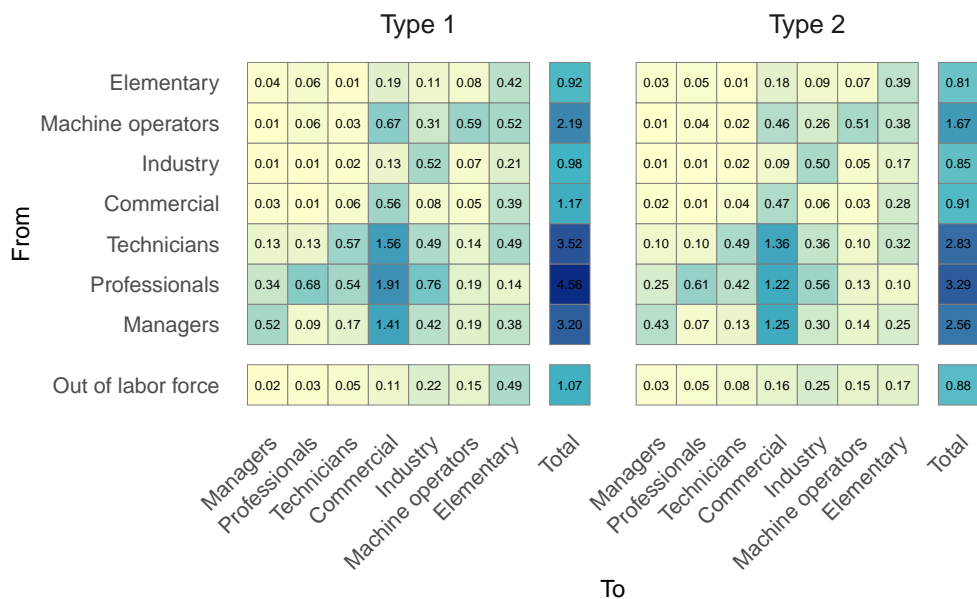 Type 1 Type 2
Elementary 0.04 0.06 0.01 0.19 0.11 0.08 0.42 0.92 0.03 0.05 0.01 0.18 0.09 0.07 0.39 0.81
Machine operators 0.01 0.06 0.03 0.67 0.31 0.59 0.52 2.19 0.01 0.04 0.02 0.46 0.26 0.51 0.38 1.67
Industry 0.01 0.01 0.02 0.13 0.52 0.07 0.21 0.98 0.01 0.01 0.02 0.09 0.50 0.05 0.17 0.85
Commercial 0.03 0.01 0.06 0.56 0.08 0.05 0.39 1.17 0.02 0.01 0.04 0.47 0.06 0.03 0.28 0.91
Technicians 0.13 0.13 0.57 1.56 0.49 0.14 0.49 3.52 0.10 0.10 0.49 1.36 0.36 0.10 0.32 2.83
Professionals 0.34 0.68 0.54 1.91 0.76 0.19 0.14 4.56 0.25 0.61 0.42 1.22 0.56 0.13 0.10 3.29
Managers 0.52 0.09 0.17 1.41 0.42 0.19 0.38 3.20 0.43 0.07 0.13 1.25 0.30 0.14 0.25 2.56
Out of labor force 0.02 0.03 0.05 0.11 0.22 0.15 0.49 1.07 0.03 0.05 0.08 0.16 0.25 0.15 0.17 0.88
From
Managers Professionals Technicians Commercial Industry Machine operators Elementary Total Managers Professionals Technicians Commercial Industry Machine operators Elementary Total
To